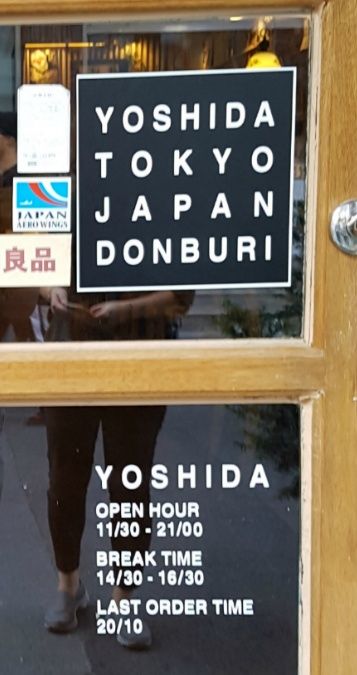 YOSHIDA
TOKYO
JAPAN
DONBURI
JAPAN
AERO WINGS
良品
YOSHIDA
OPEN HOUR
11/30 - 21/00
BREAK TIME
14/30 - 16/30
LAST ORDER TIME
20/10